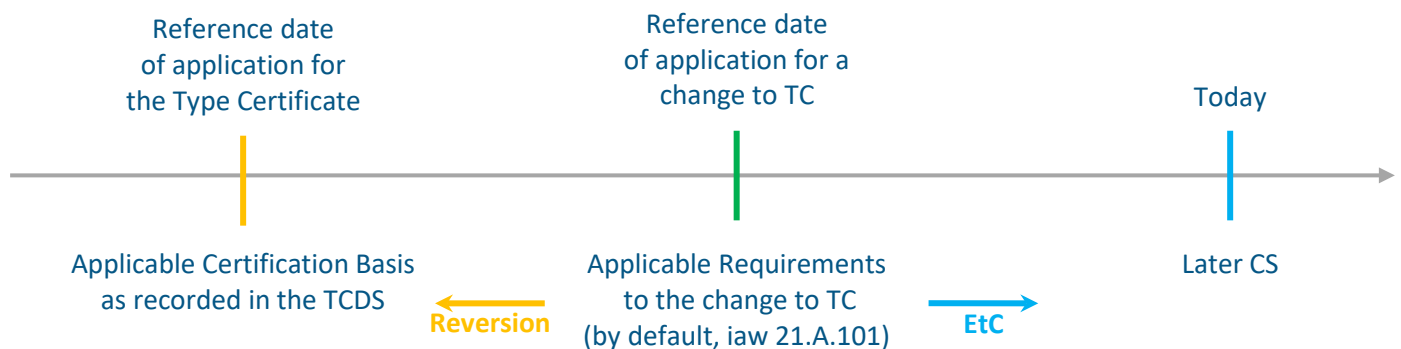 Reference date
of application for
the Type Certificate
Reference date
of application for a
change to TC
Today
Applicable Certification Basis
as recorded in the TCDS
Reversion
Applicable Requirements
to the change to TC
(by default, iaw 21.A.101)
EtC
Later CS